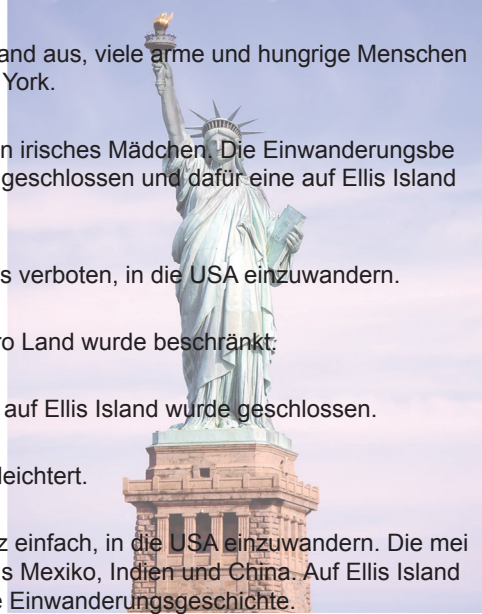 and aus, viele arme und hungrige Menschen
York.
n irisches Mädchen. Die Einwanderungsbe
geschlossen und dafür eine auf Ellis Island
s verboten, in die USA einzuwandern.
ro Land wurde beschränkt.
auf Ellis Island wurde geschlossen.
leichtert.
z einfach, in die USA einzuwandern. Die mei
s Mexiko, Indien und China. Auf Ellis Island
e Einwanderungsgeschichte.